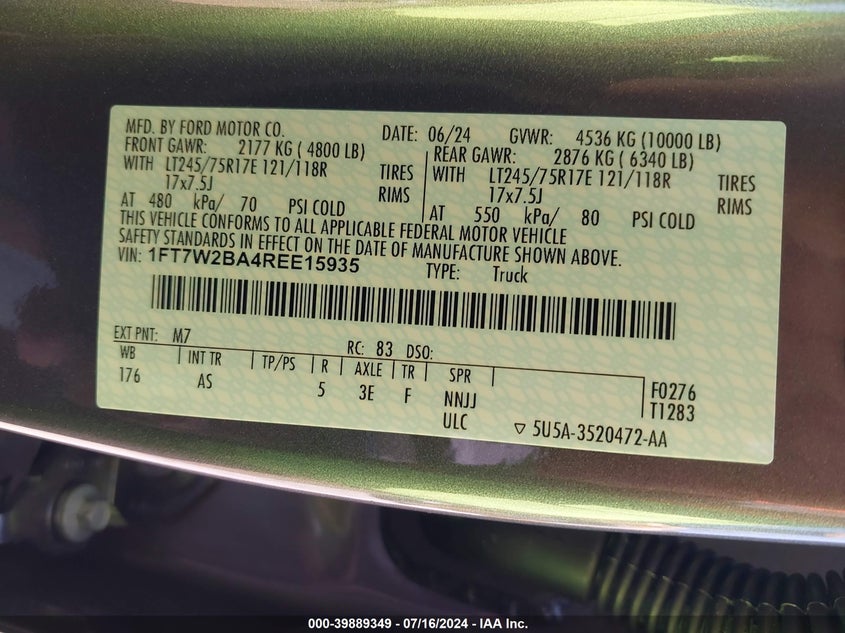 MFD. BY FORD MOTOR CO.
DATE: 06/24 GVWR: 4536 KG (10000 LB)
FRONT GAWR: 2177 KG ( 4800 LB)
WITH LT245/75R17E 121/118R TIRES
17x7.5J RIMS
AT 480 kPa/ 70 PSI COLD
REAR GAWR: 2876 KG ( 6340 LB)
WITH LT245/75R17E 121/118R TIRES
17x7.5J RIMS
AT 550 kPa/ 80 PSI COLD
THIS VEHICLE CONFORMS TO ALL APPLICABLE FEDERAL MOTOR VEHICLE
SAFETY STANDARDS IN EFFECT ON THE DATE OF MANUFACTURE SHOWN ABOVE.
VIN: 1FT7W2BA4REE15935 TYPE: Truck
EXT PNT: M7 RC: 83 DSO:
WB INT TR TP/PS R AXLE TR SPR
176 AS 5 3E F NNJJ
ULC
F0276
T1283
▽ 5U5A-3520472-AA
000-39889349 / 07/16/2024 - IAA Inc.